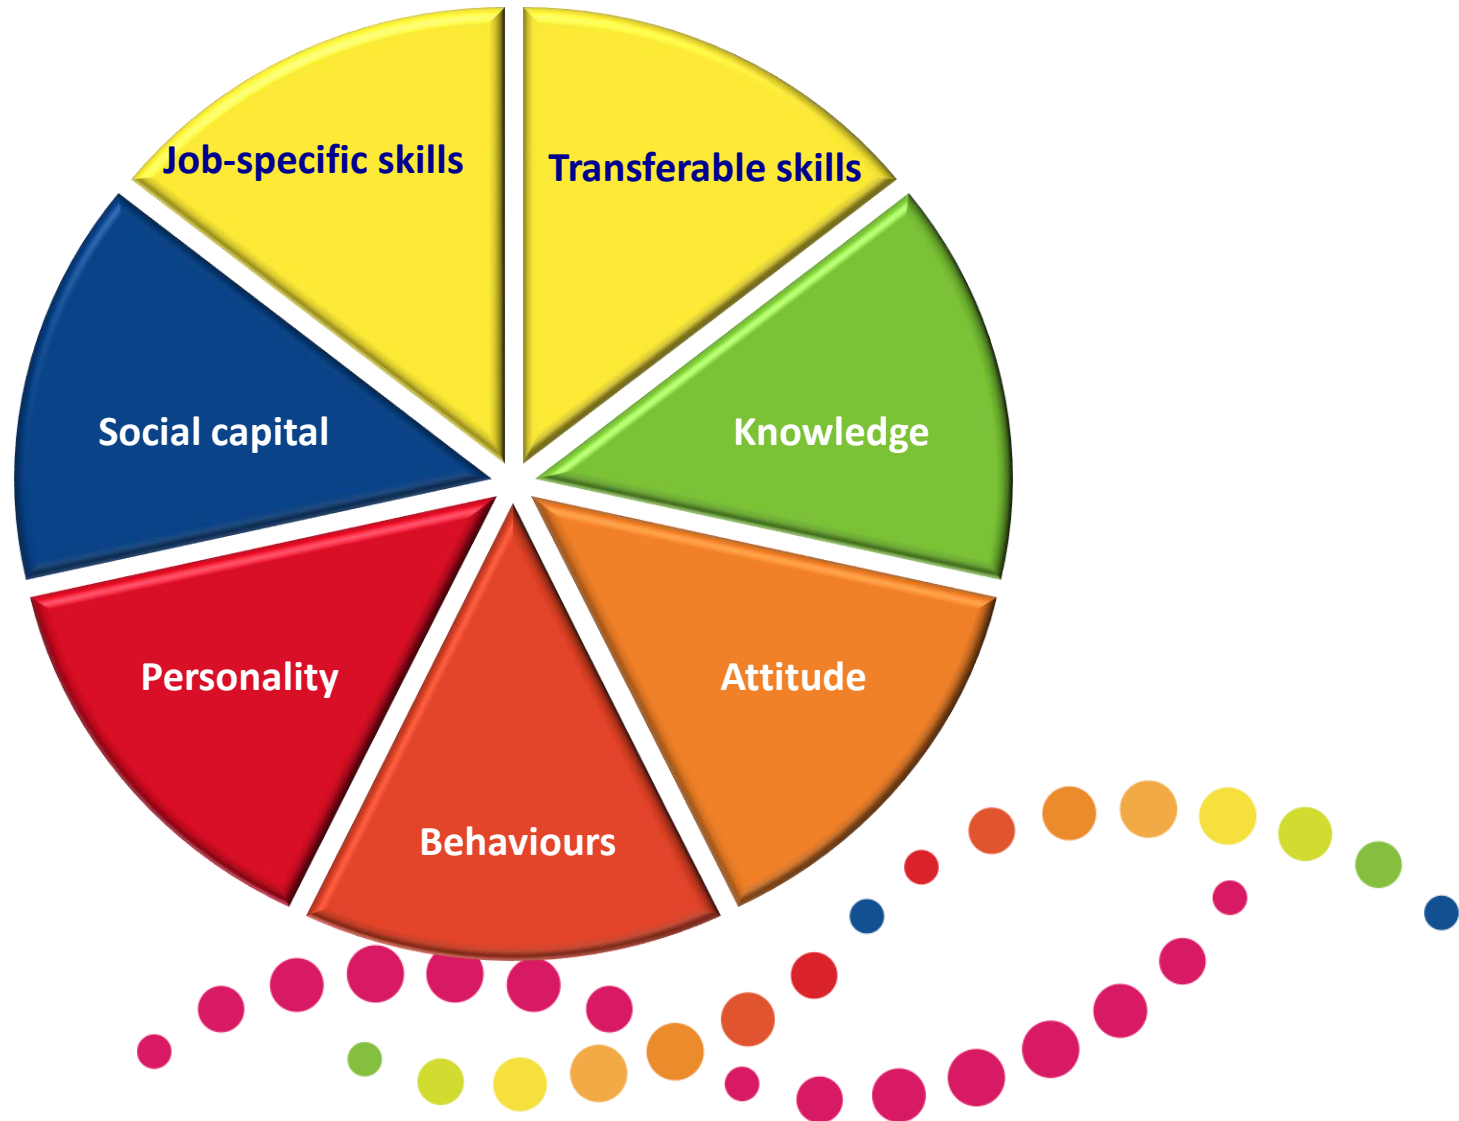 Job-specific skills
Transferable skills
Social capital
Knowledge
Personality
Attitude
Behaviours